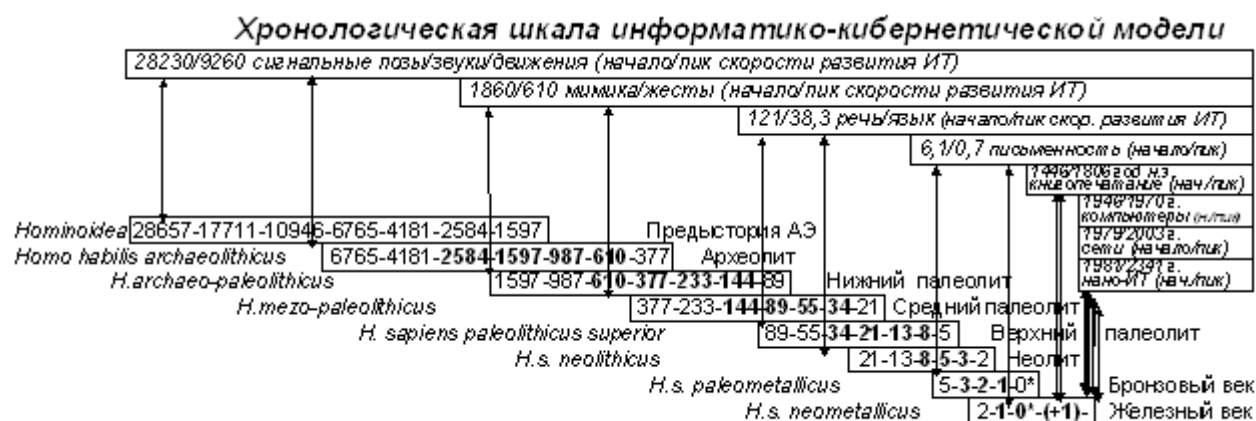 Хронологическая шкала информатико-кибернетической модели
28230/9260 сигнальные позы/звуки/движения (начало/пик скорости развития ИТ)
1860/610 мимика/жесты (начало/пик скорости развития ИТ)
121/38,3 речь/язык (начало/пик скор. развития ИТ)
6,1/0,7 письменность (начало/пик)
1446/1806 год н.э.
книгопечатание (нач/пик)
1946/1970 г.
компьютеры (н/пик)
1979/2003 г.
сети (начало/пик)
1981/2341 г.
нано-ИТ (нач/пик)
Hominoidea 28657-17711-10946-6765-4181-2584-1597 Предыстория АЭ
Homo habilis archaeolithicus 6765-4181-2584-1597-987-610-377 Археолит
H.archaeo-paleolithicus 1597-987-610-377-233-144-89 Нижний палеолит
H.mezo-paleolithicus 377-233-144-89-55-34-21 Средний палеолит
H. sapiens paleolithicus superior 89-55-34-21-13-8-5 Верхний палеолит
H.s. neolithicus 21-13-8-5-3-2 Неолит
H.s. paleometallicus 5-3-2-1-0* Бронзовый век
H.s. neometallicus 2-1-0*-(+1)- Железный век